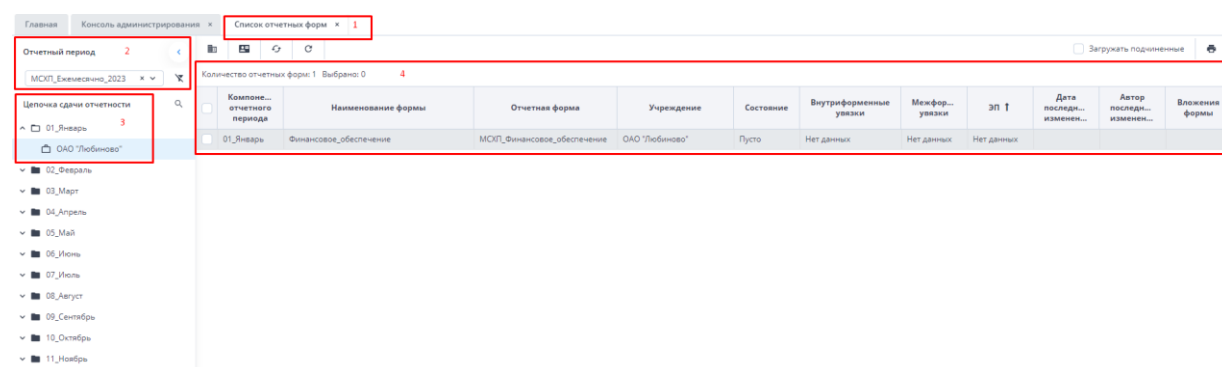 Главная Консоль администрирования × Список отчетных форм × 1
Отчетный период 2
Загружать подчиненные
МСХП_Ежемесячно_2023 ×
Количество отчетных форм: 1 Выбрано: 0 4
Цепочка сдачи отчетности
Компоне... отчетного периода Наименование формы Отчетная форма Учреждение Состояние Внутриформенные увязки Межфор... увязки ЭП ↑ Дата последн... изменен... Автор последн... изменен... Вложения формы
01_Январь 3
01_Январь Финансовое_обеспечение МСХП_Финансовое_обеспечение ОАО "Любиново" Пусто Нет данных Нет данных Нет данных
ОАО "Любиново"
02_Февраль
03_Март
04_Апрель
05_Май
06_Июнь
07_Июль
08_Август
09_Сентябрь
10_Октябрь
11_Ноябрь